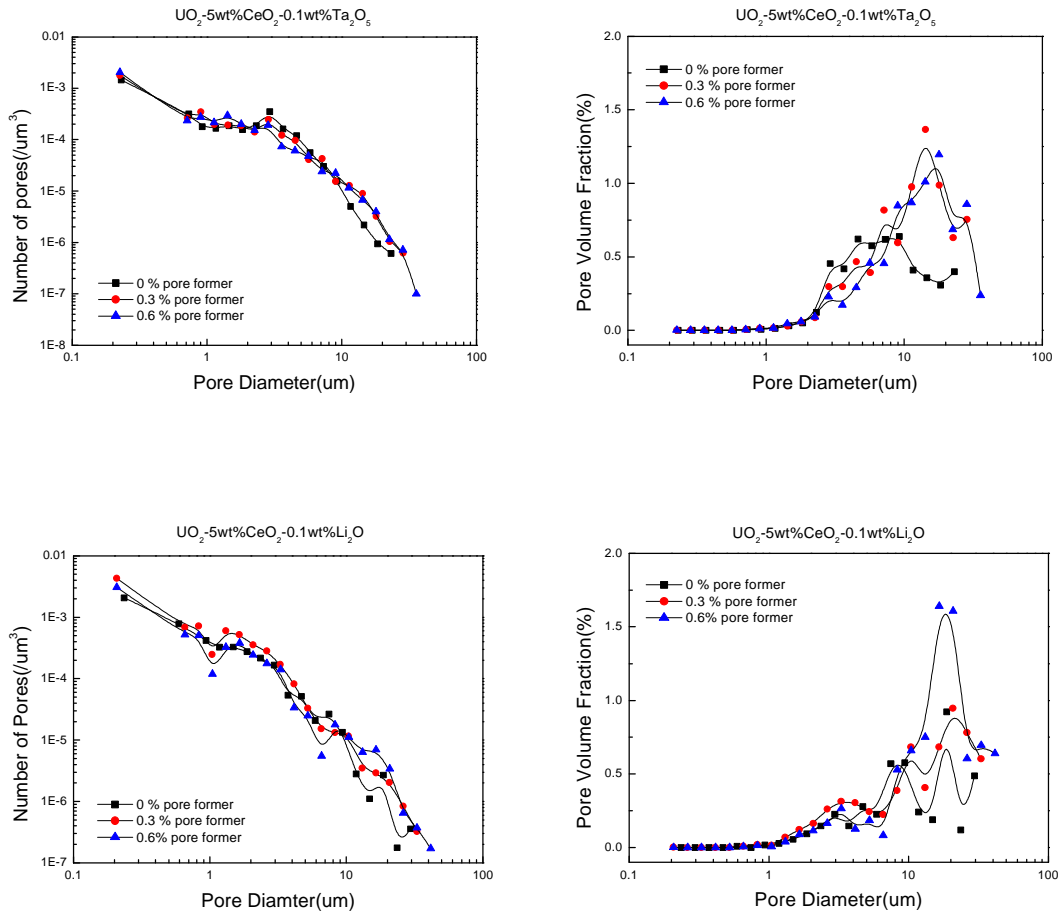 UO₂-5wt%CeO₂-0.1wt%Ta₂O₅
0.01
1E-3
1E-4
1E-5
1E-6
1E-7
1E-8
Number of pores(/um³)
0 % pore former
0.3 % pore former
0.6 % pore former
0.1 1 10 100
Pore Diameter(um)
UO₂-5wt%CeO₂-0.1wt%Ta₂O₅
2.0
1.5
1.0
0.5
0.0
Pore Volume Fraction(%)
0 % pore former
0.3 % pore former
0.6 % pore former
0.1 1 10 100
Pore Diameter(um)
UO₂-5wt%CeO₂-0.1wt%Li₂O
0.01
1E-3
1E-4
1E-5
1E-6
1E-7
Number of Pores(/um³)
0 % pore former
0.3 % pore former
0.6% pore former
0.1 1 10 100
Pore Diamter(um)
UO₂-5wt%CeO₂-0.1wt%Li₂O
2.0
1.5
1.0
0.5
0.0
Pore Volume Fraction(%)
0 % pore former
0.3 % pore former
0.6% pore former
0.1 1 10 100
Pore Diameter(um)